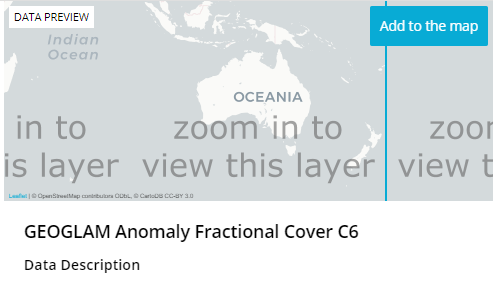 DATA PREVIEW
Add to the map
Indian
Ocean
OCEANIA
in to zoom in to zoo
is layer view this layer view t
Leaflet | © OpenStreetMap contributors ODbL, © CartoDB CC-BY 3.0
GEOGLAM Anomaly Fractional Cover C6
Data Description